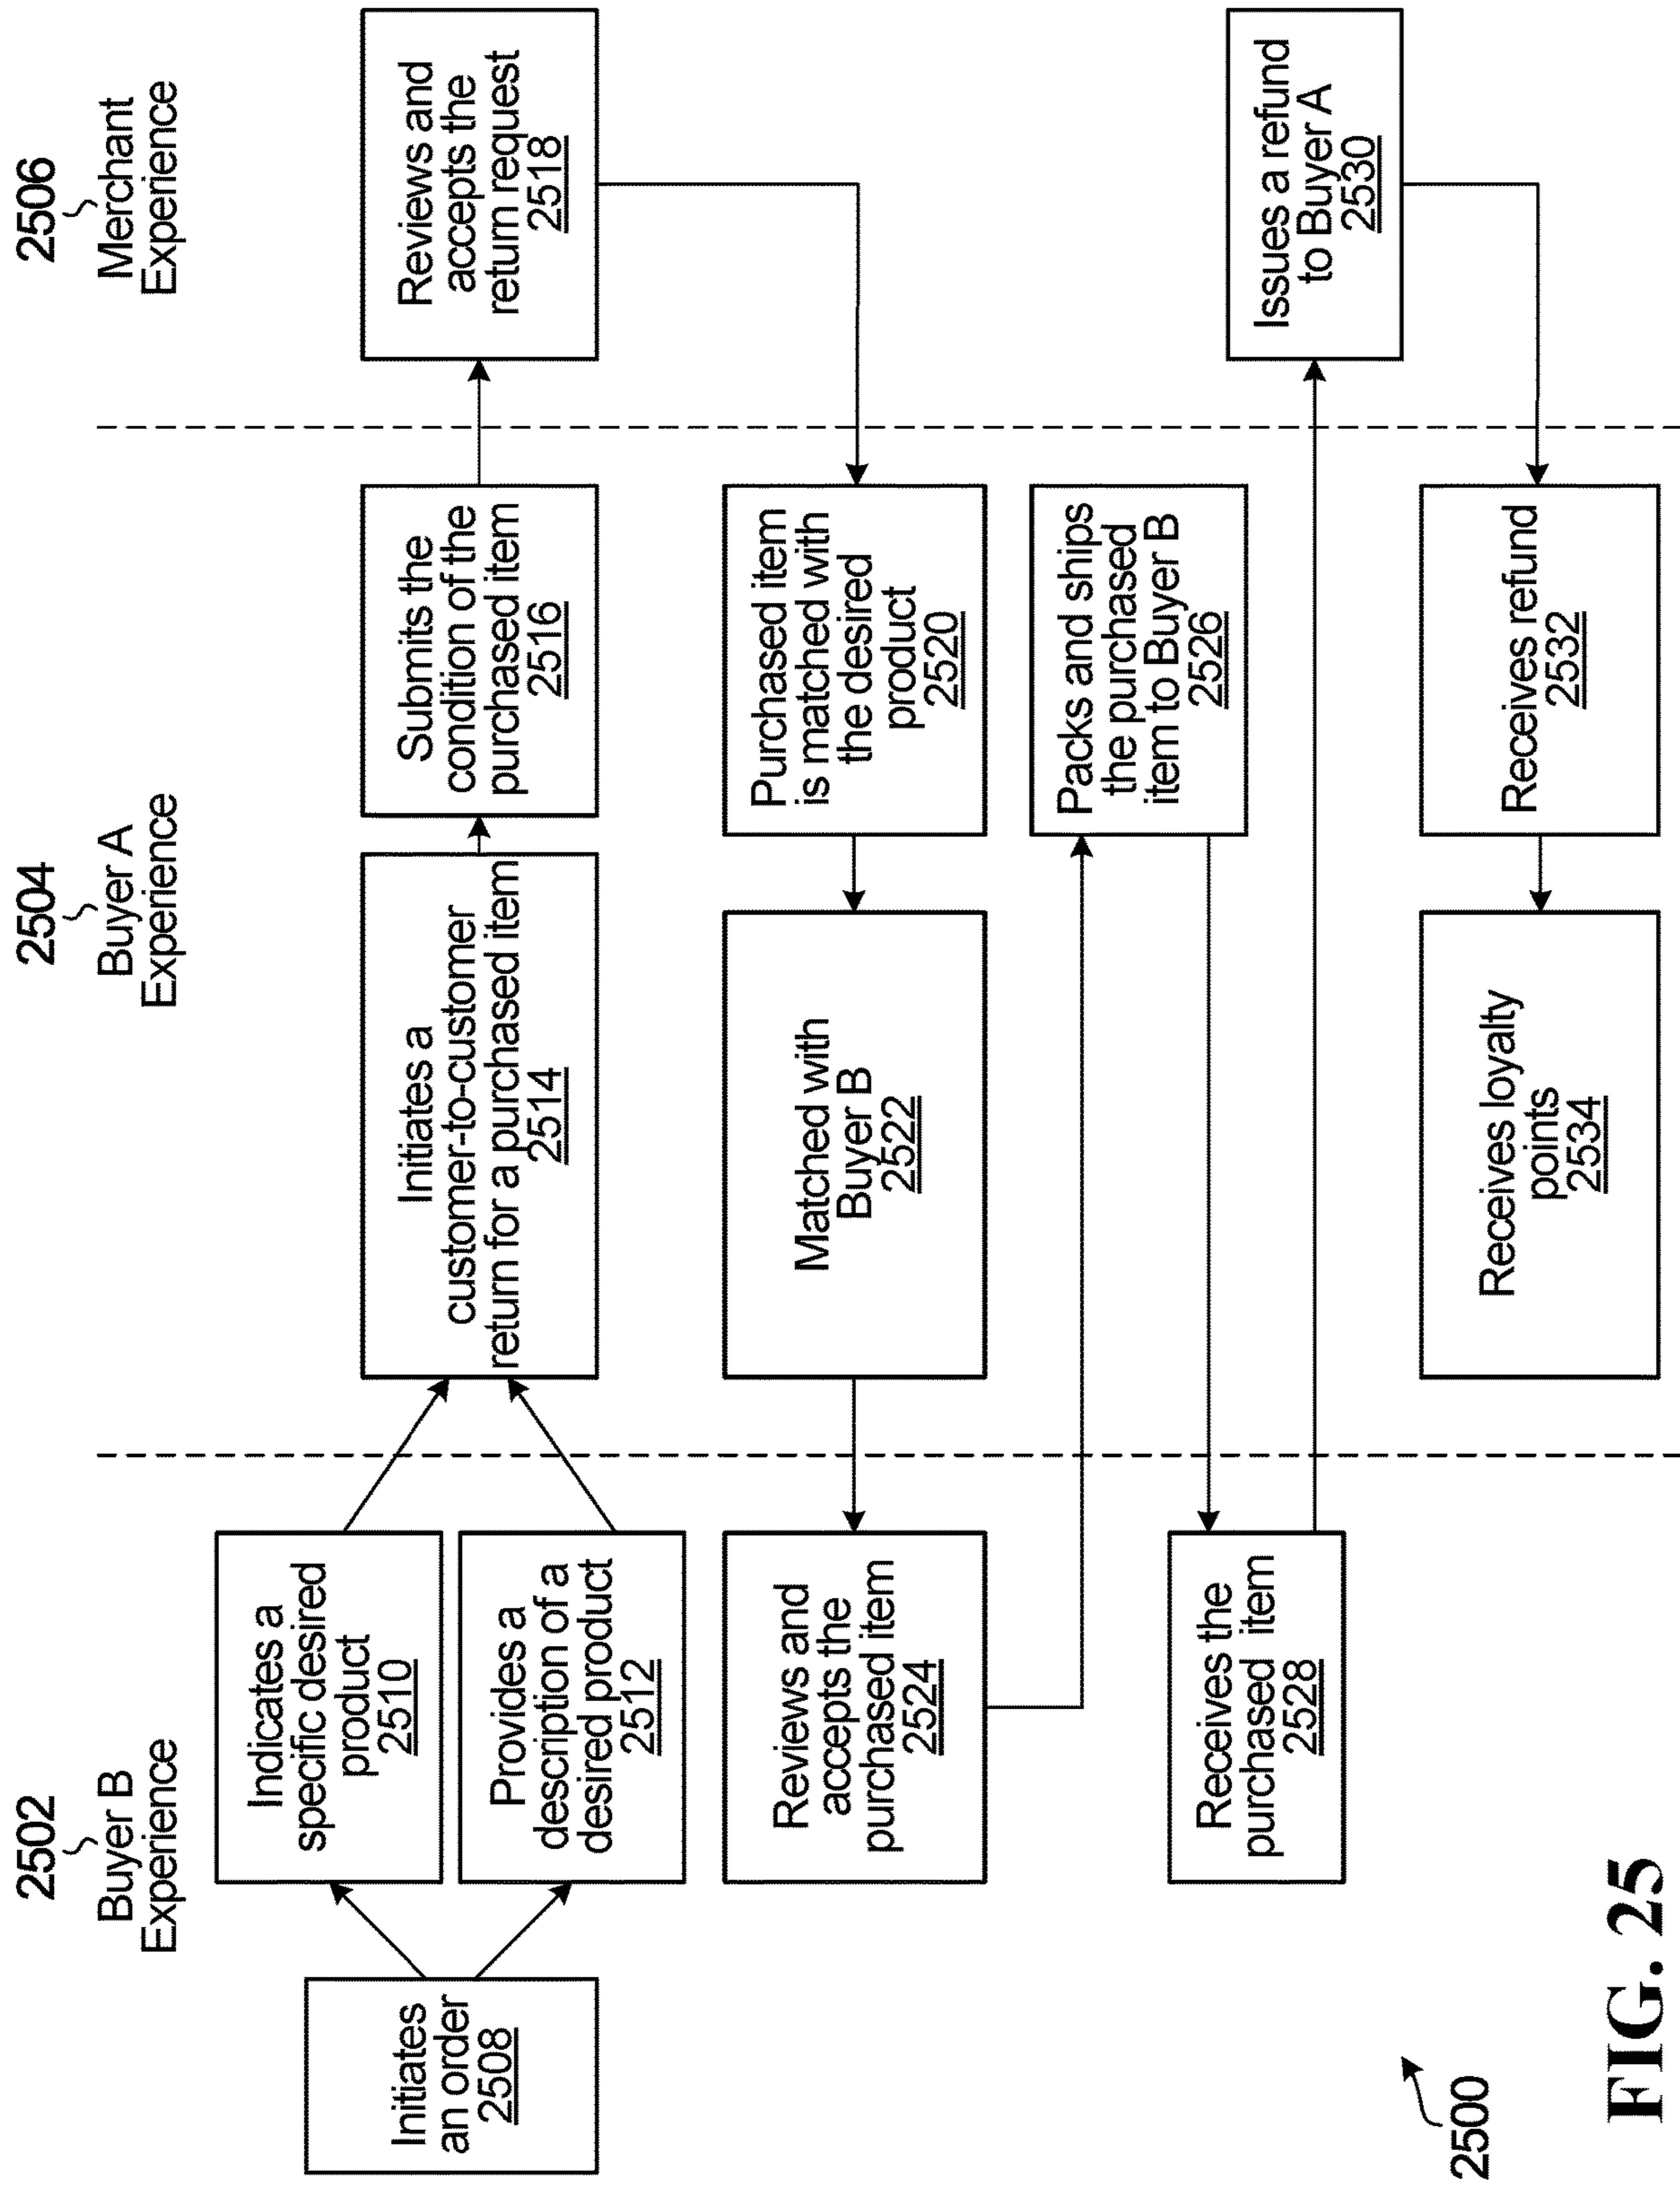 2502
Buyer B
Experience
2504
Buyer A
Experience
2506
Merchant
Experience
Initiates
an order
2508
Indicates a
specific desired
product
2510
Provides a
description of a
desired product
2512
Initiates a
customer-to-customer
return for a purchased item
2514
Submits the
condition of the
purchased item
2516
Reviews and
accepts the
return request
2518
Purchased item
is matched with
the desired
product
2520
Matched with
Buyer B
2522
Reviews and
accepts the
purchased item
2524
Packs and ships
the purchased
item to Buyer B
2526
Receives the
purchased item
2528
Issues a refund
to Buyer A
2530
Receives refund
2532
Receives loyalty
points
2534
2500
FIG. 25